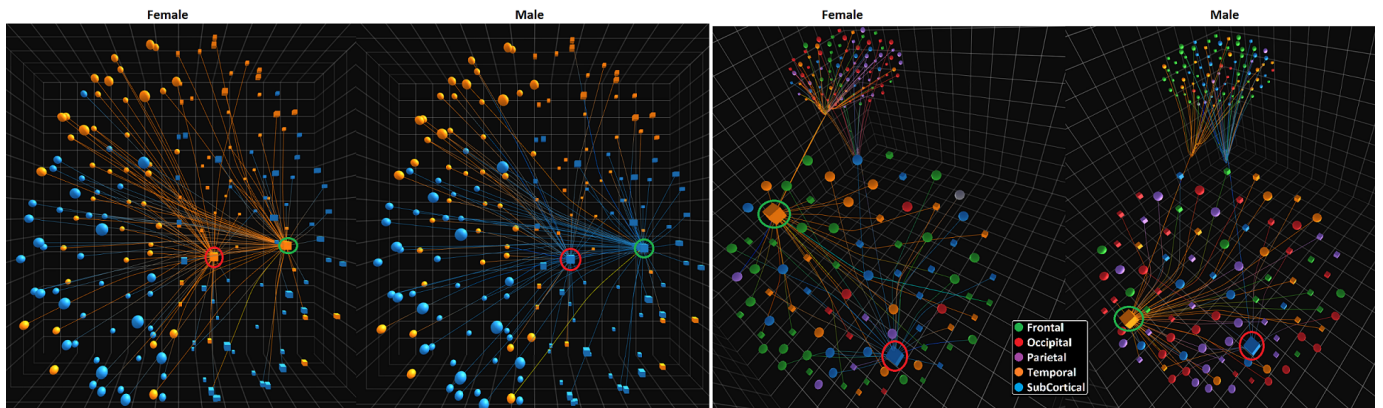 Female
Male
Female
Male
Frontal
Occipital
Parietal
Temporal
SubCortical